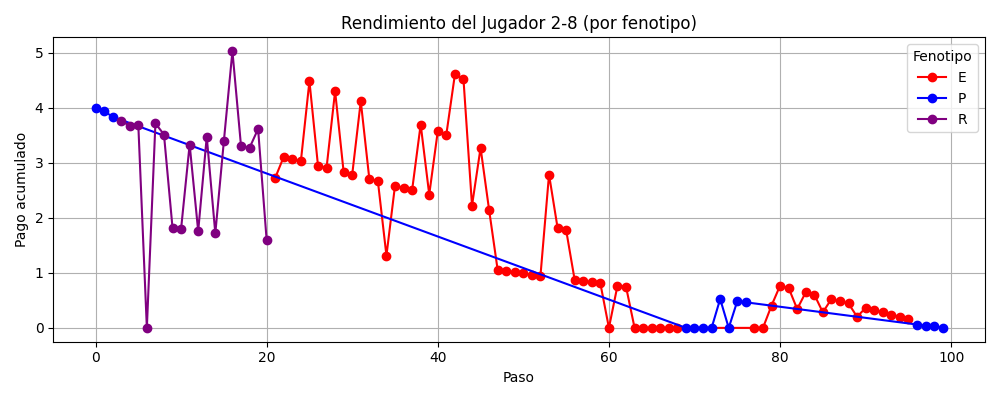 Rendimiento del Jugador 2-8 (por fenotipo)
Pago acumulado
5
4
3
2
1
0
Fenotipo
E
P
R
0 20 40 60 80 100
Paso